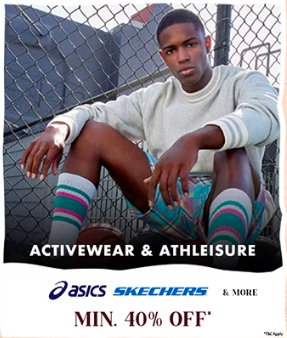 ACTIVEWEAR & ATHLEISURE
asics SKECHERS & MORE
MIN. 40% OFF*
*T&C Apply